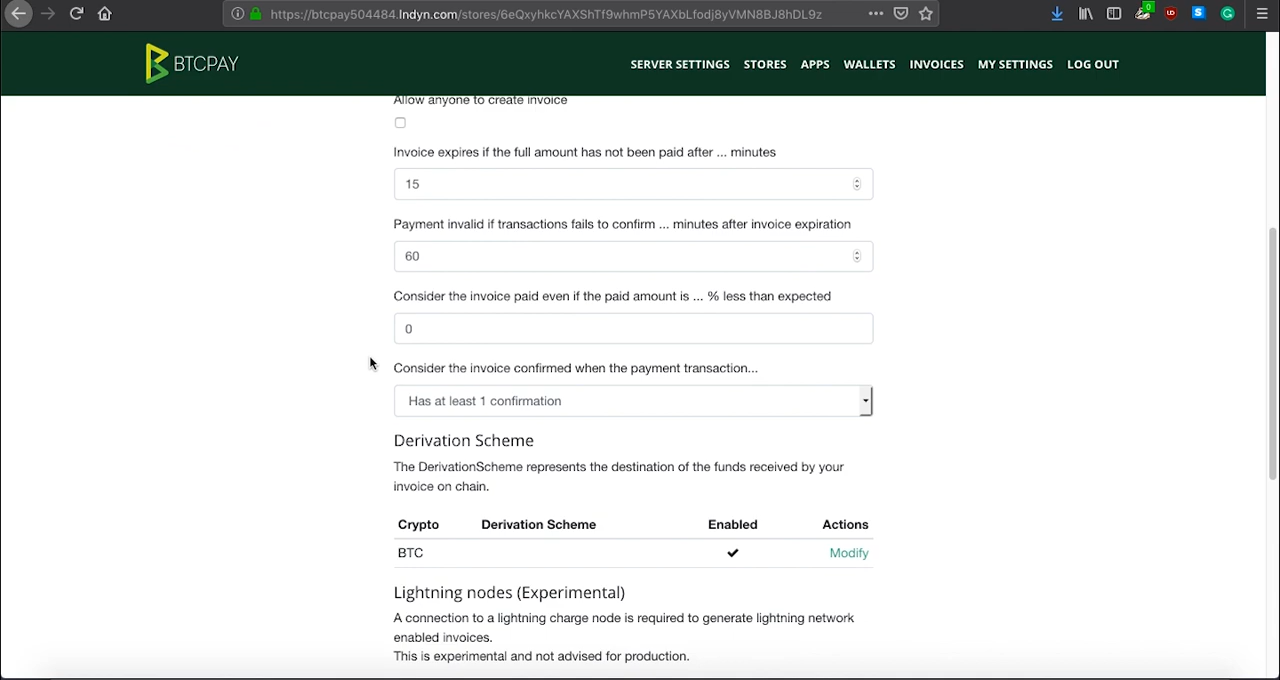 https://btcpay504484.lndyn.com/stores/6eQxyhkcYAXShTf9whmP5YAXbLfodj8yVMN8BJ8hDL9z
0
UD
S
G
BTCPAY
SERVER SETTINGS STORES APPS WALLETS INVOICES MY SETTINGS LOG OUT
Allow anyone to create invoice
Invoice expires if the full amount has not been paid after ... minutes
15
Payment invalid if transactions fails to confirm ... minutes after invoice expiration
60
Consider the invoice paid even if the paid amount is ... % less than expected
0
Consider the invoice confirmed when the payment transaction...
Has at least 1 confirmation
Derivation Scheme
The DerivationScheme represents the destination of the funds received by your
invoice on chain.
Crypto Derivation Scheme Enabled Actions
BTC Modify
Lightning nodes (Experimental)
A connection to a lightning charge node is required to generate lightning network
enabled invoices.
This is experimental and not advised for production.